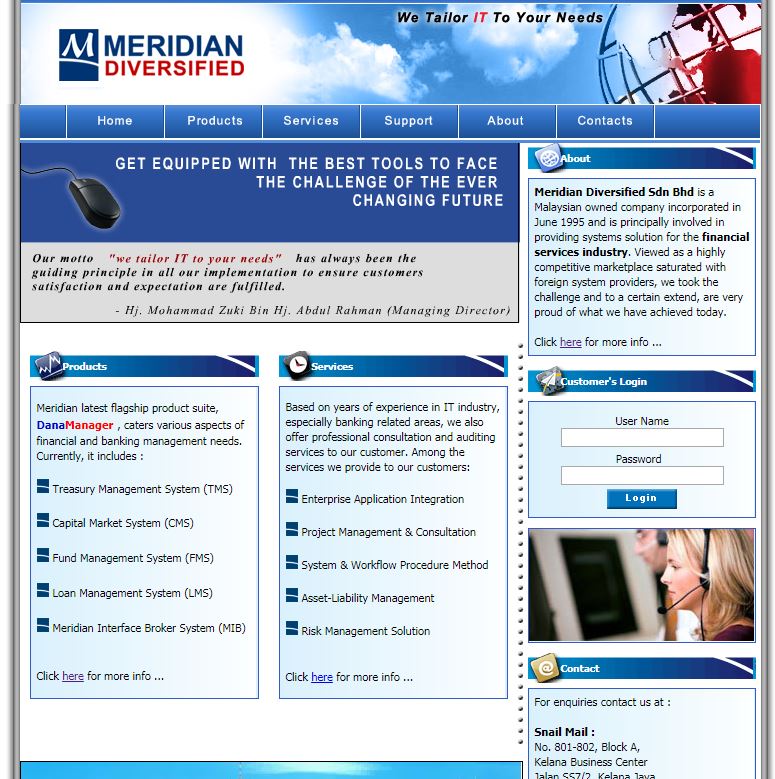 We Tailor IT To Your Needs
MERIDIAN
DIVERSIFIED
Home Products Services Support About Contacts
GET EQUIPPED WITH THE BEST TOOLS TO FACE
THE CHALLENGE OF THE EVER
CHANGING FUTURE
Our motto "we tailor IT to your needs" has always been the
guiding principle in all our implementation to ensure customers
satisfaction and expectation are fulfilled.
- Hj. Mohammad Zuki Bin Hj. Abdul Rahman (Managing Director)
Products
Meridian latest flagship product suite,
DanaManager , caters various aspects of
financial and banking management needs.
Currently, it includes :
Treasury Management System (TMS)
Capital Market System (CMS)
Fund Management System (FMS)
Loan Management System (LMS)
Meridian Interface Broker System (MIB)
Click here for more info ...
Services
Based on years of experience in IT industry,
especially banking related areas, we also
offer professional consultation and auditing
services to our customer. Among the
services we provide to our customers:
Enterprise Application Integration
Project Management & Consultation
System & Workflow Procedure Method
Asset-Liability Management
Risk Management Solution
Click here for more info ...
About
Meridian Diversified Sdn Bhd is a
Malaysian owned company incorporated in
June 1995 and is principally involved in
providing systems solution for the financial
services industry. Viewed as a highly
competitive marketplace saturated with
foreign system providers, we took the
challenge and to a certain extend, are very
proud of what we have achieved today.
Click here for more info ...
Customer's Login
User Name
Password
Login
Contact
For enquiries contact us at :
Snail Mail :
No. 801-802, Block A,
Kelana Business Center
Jalan SS7/2, Kelana Jaya